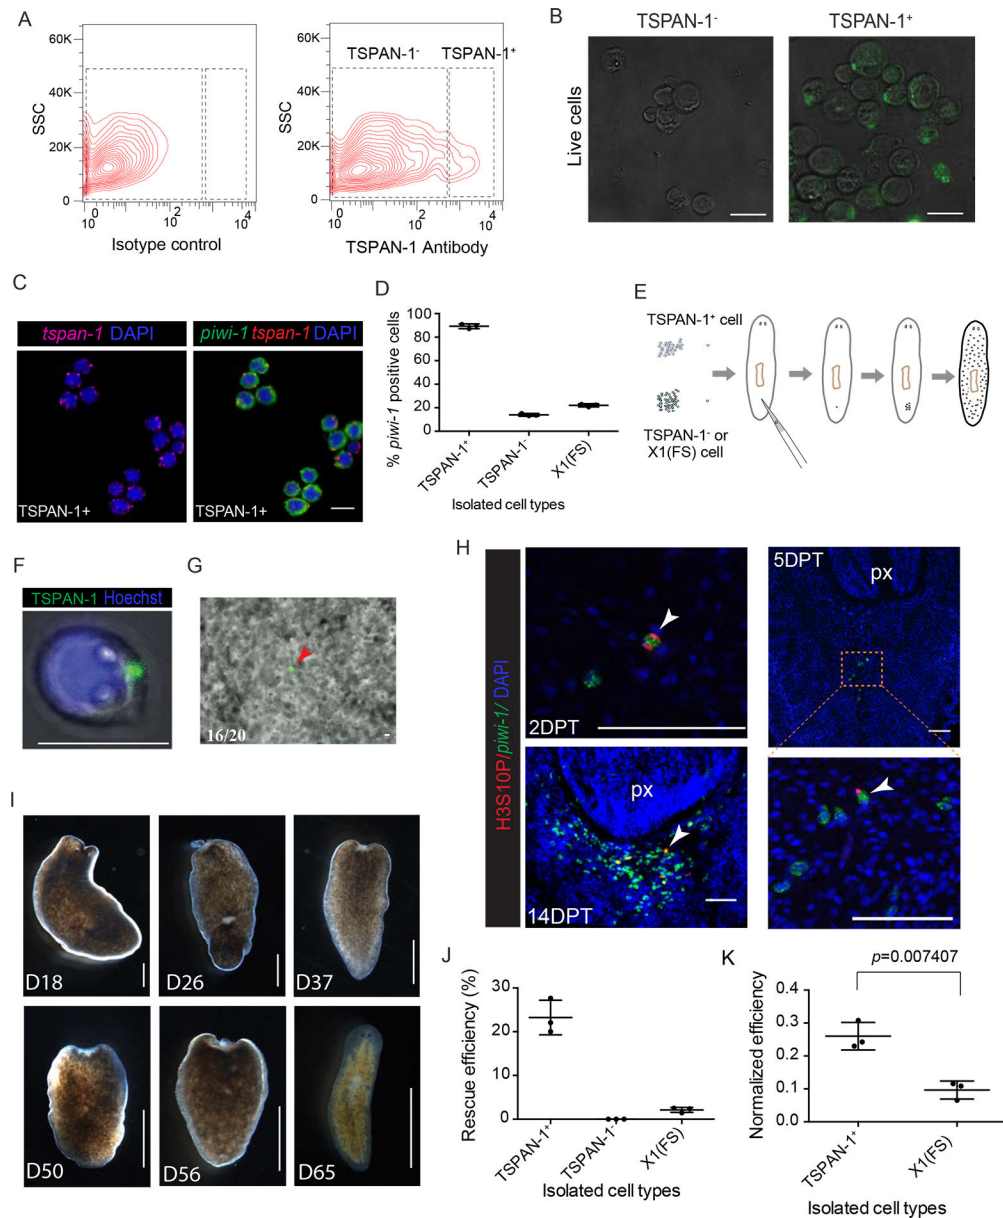 A
60K
40K
20K
0
SSC
10^0
10^2
10^4
Isotype control
TSPAN-1⁻
TSPAN-1⁺
60K
40K
20K
0
SSC
10^0
10^2
10^4
TSPAN-1 Antibody
B
TSPAN-1⁻
TSPAN-1⁺
Live cells
C
tspan-1 DAPI
piwi-1 tspan-1 DAPI
TSPAN-1+
TSPAN-1+
D
% piwi-1 positive cells
100
80
60
40
20
0
TSPAN-1⁺
TSPAN-1⁻
X1(FS)
Isolated cell types
E
TSPAN-1⁺ cell
TSPAN-1⁻ or
X1(FS) cell
F
TSPAN-1 Hoechst
G
16/20
H
H3S10P/piwi-1/ DAPI
2DPT
5DPT
px
px
14DPT
I
D18
D26
D37
D50
D56
D65
J
Rescue efficiency (%)
30
20
10
0
TSPAN-1⁺
TSPAN-1⁻
X1(FS)
Isolated cell types
K
p=0.007407
Normalized efficiency
0.4
0.3
0.2
0.1
0.0
TSPAN-1⁺
X1(FS)
Isolated cell types